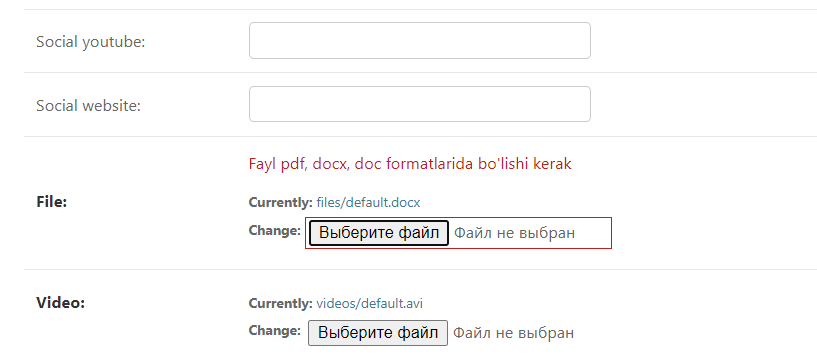 Social youtube:
Social website:
Fayl pdf, docx, doc formatlarida bo'lishi kerak
File:
Currently: files/default.docx
Change: Выберите файл Файл не выбран
Video:
Currently: videos/default.avi
Change: Выберите файл Файл не выбран